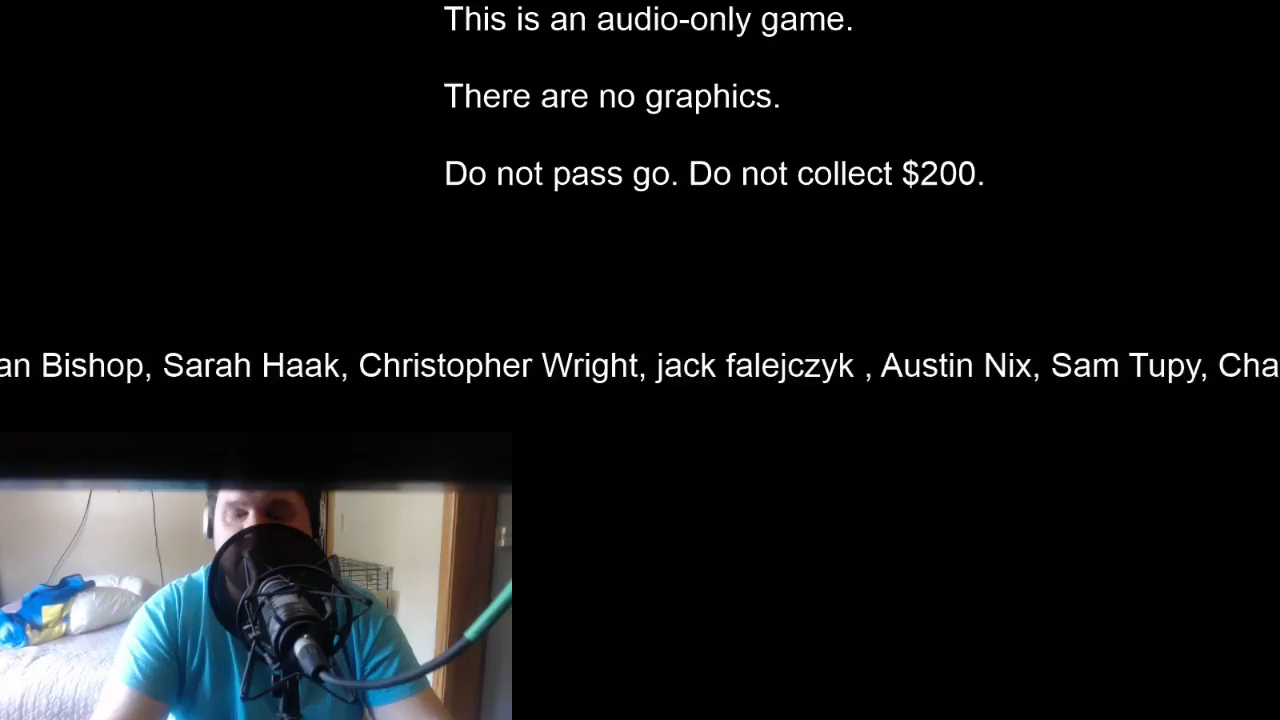 This is an audio-only game.
There are no graphics.
Do not pass go. Do not collect $200.
an Bishop, Sarah Haak, Christopher Wright, jack falejczyk , Austin Nix, Sam Tupy, Cha